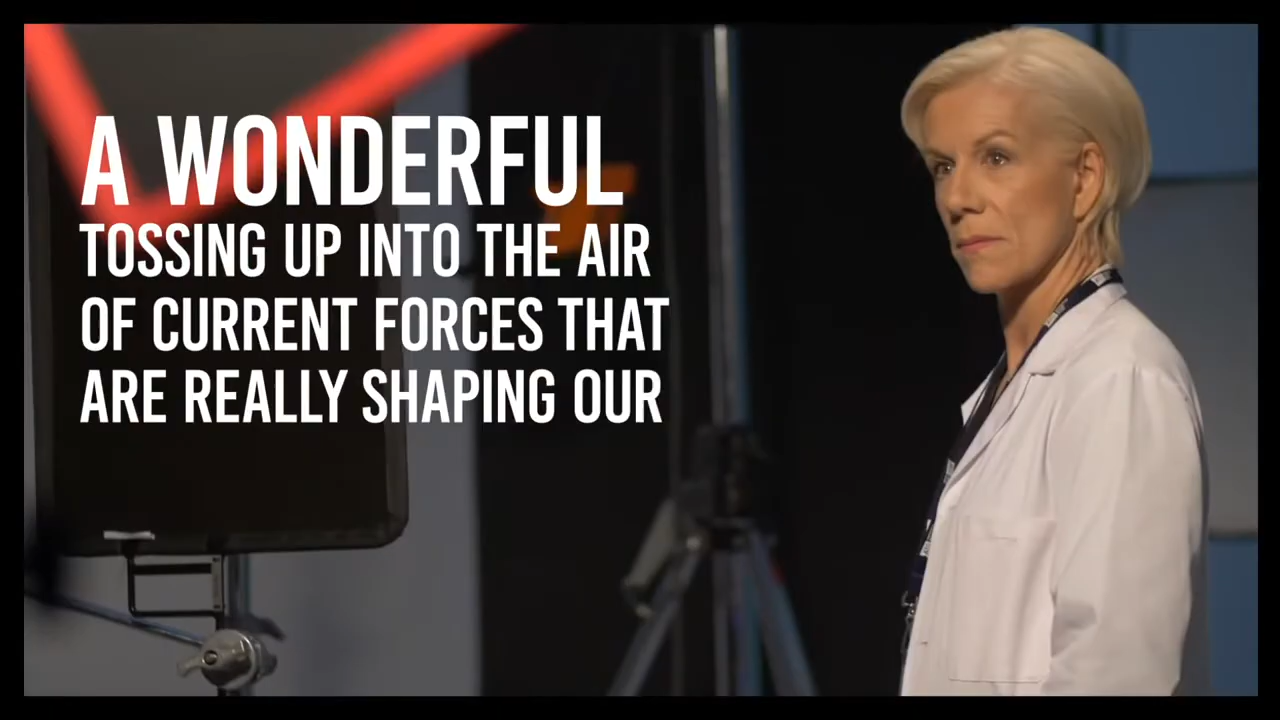 A WONDERFUL
TOSSING UP INTO THE AIR
OF CURRENT FORCES THAT
ARE REALLY SHAPING OUR